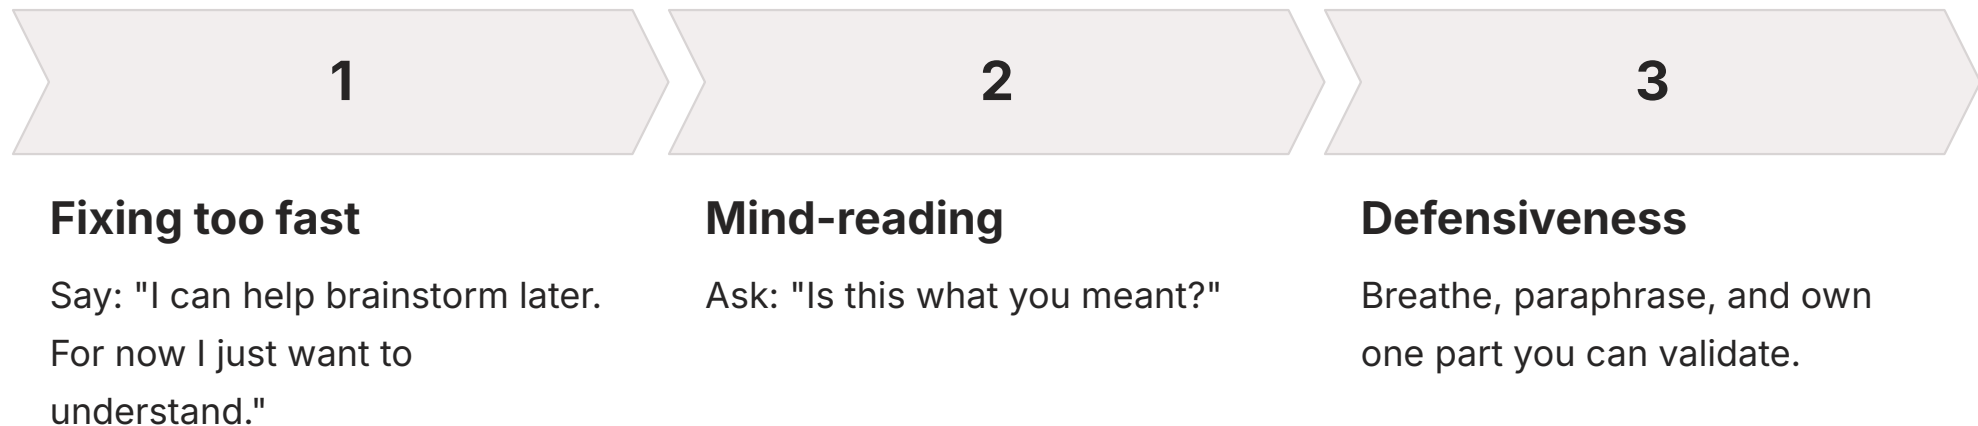 1
Fixing too fast
Say: "I can help brainstorm later.
For now I just want to
understand."
2
Mind-reading
Ask: "Is this what you meant?"
3
Defensiveness
Breathe, paraphrase, and own
one part you can validate.